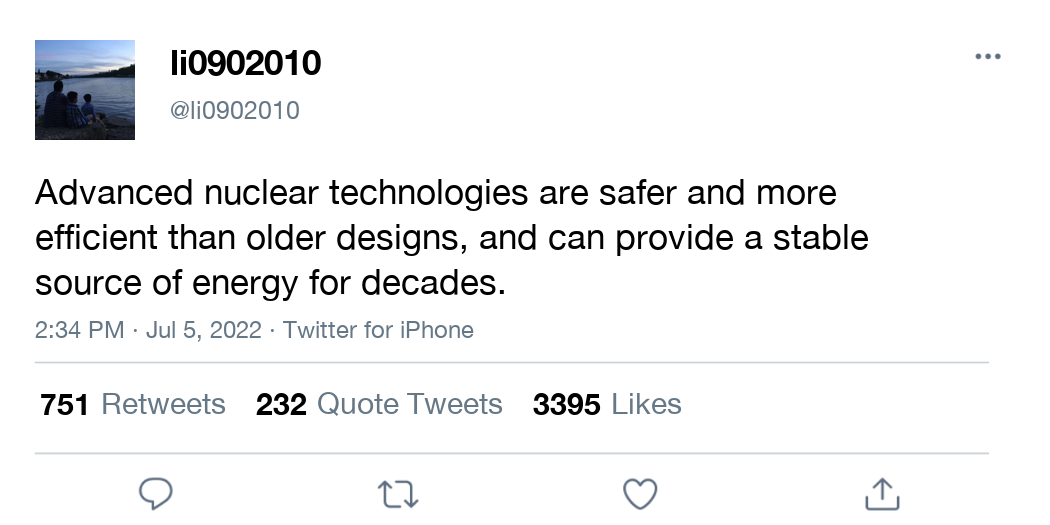 li0902010
@li0902010
Advanced nuclear technologies are safer and more
efficient than older designs, and can provide a stable
source of energy for decades.
2:34 PM · Jul 5, 2022 · Twitter for iPhone
751 Retweets 232 Quote Tweets 3395 Likes